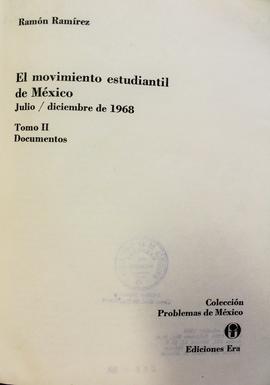 Ramón Ramírez
El movimiento estudiantil
de México
Julio / diciembre de 1968
Tomo II
Documentos
Colección
Problemas de México
Ediciones Era